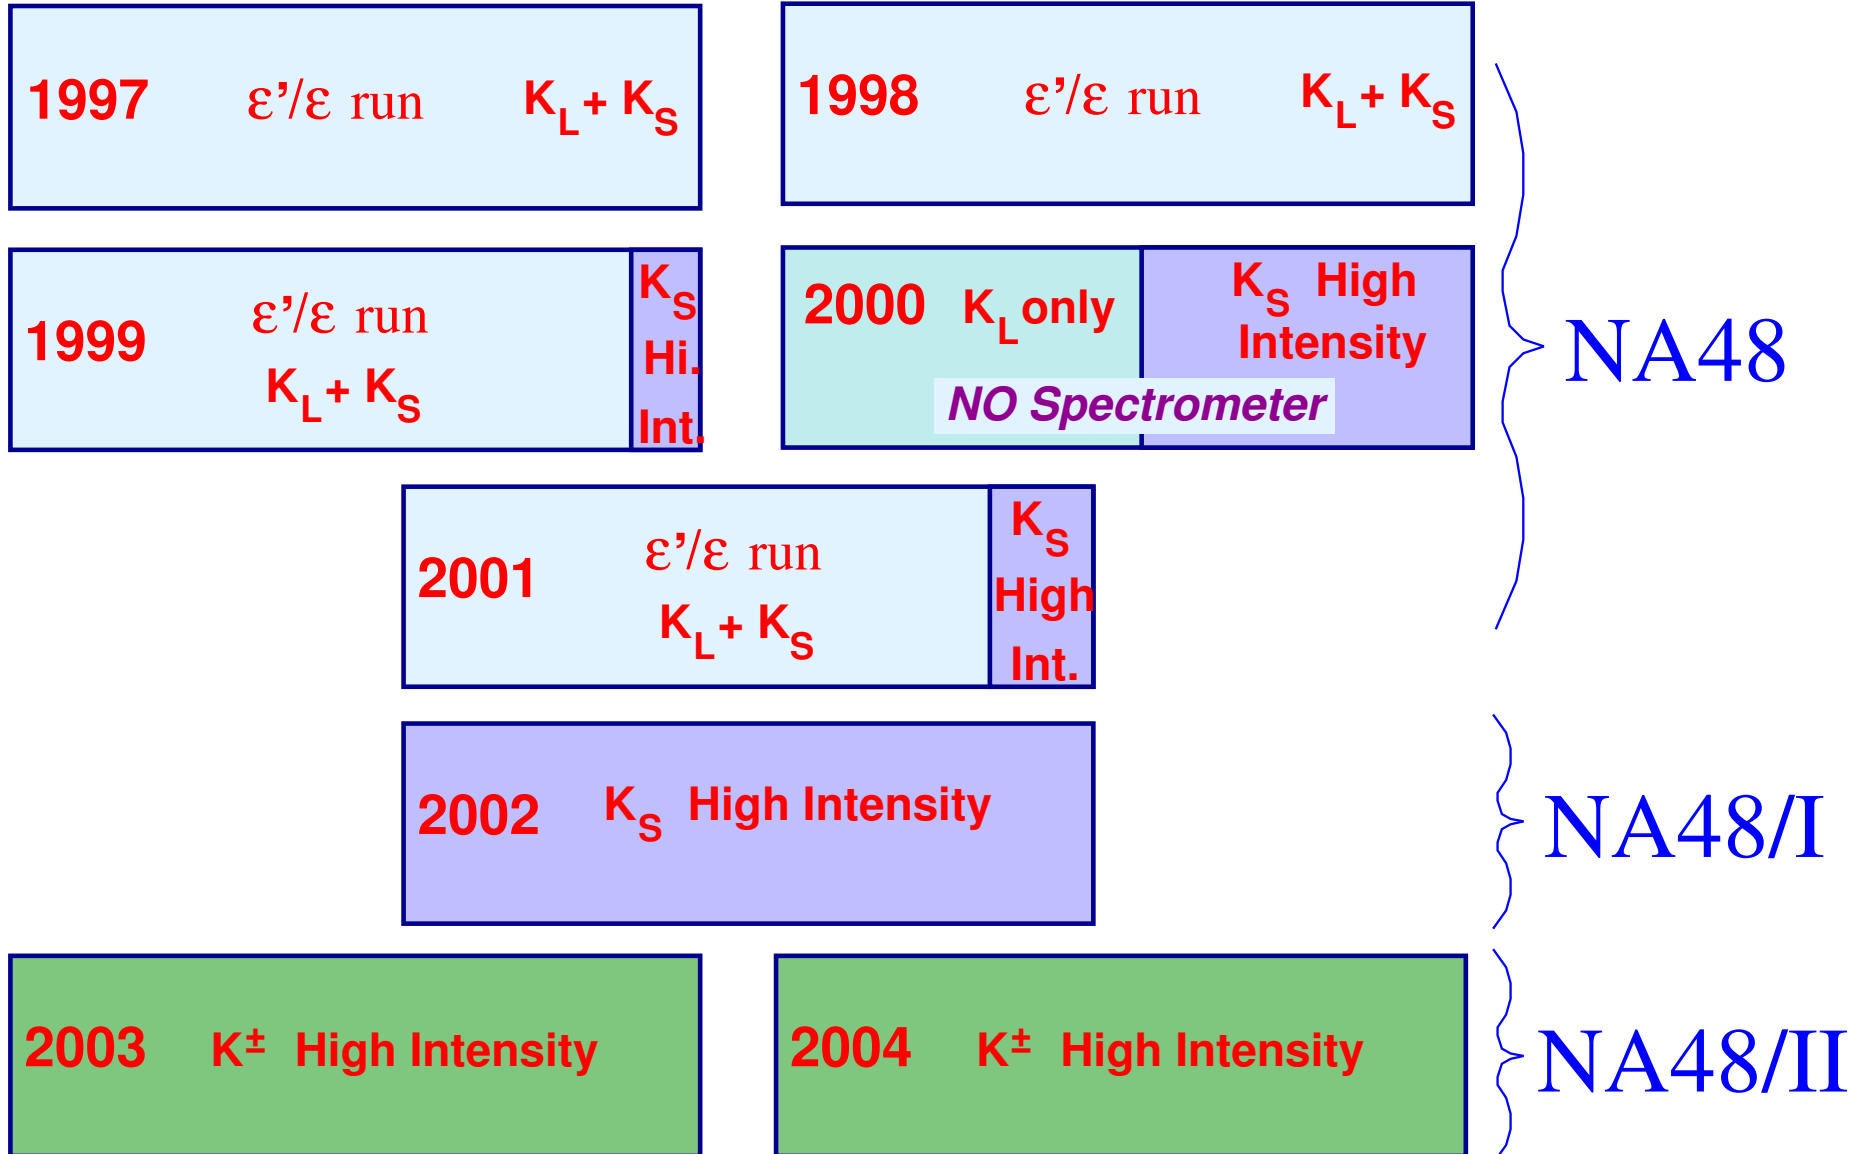 1997 ε'/ε run K_L + K_S
1998 ε'/ε run K_L + K_S
1999 ε'/ε run
K_L + K_S
K_S
Hi.
Int.
2000 K_L only
K_S High
Intensity
NO Spectrometer
NA48
2001 ε'/ε run
K_L + K_S
K_S
High
Int.
2002 K_S High Intensity
NA48/I
2003 K± High Intensity
2004 K± High Intensity
NA48/II